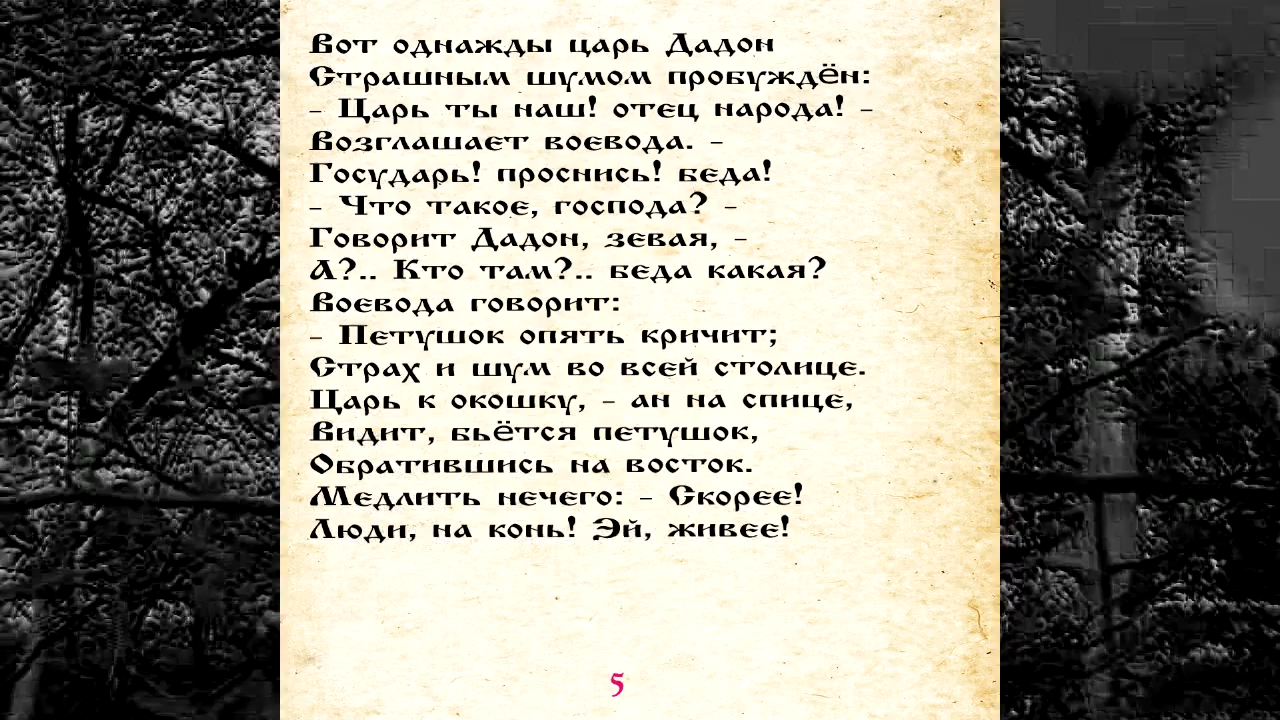 Вот однажды царь Дадон
Страшным шумом пробуждён:
– Царь ты наш! отец народа! –
Возглашает воевода. –
Государь! проснись! беда!
– Что такое, господа? –
Говорит Дадон, зевая, –
А?.. Кто там?.. беда какая?
Воевода говорит:
– Петушок опять кричит;
Страх и шум во всей столице.
Царь к окошку, – ан на спице,
Видит, бьётся петушок,
Обратившись на восток.
Медлить нечего: – Скорее!
Люди, на конь! Эй, живее!
5